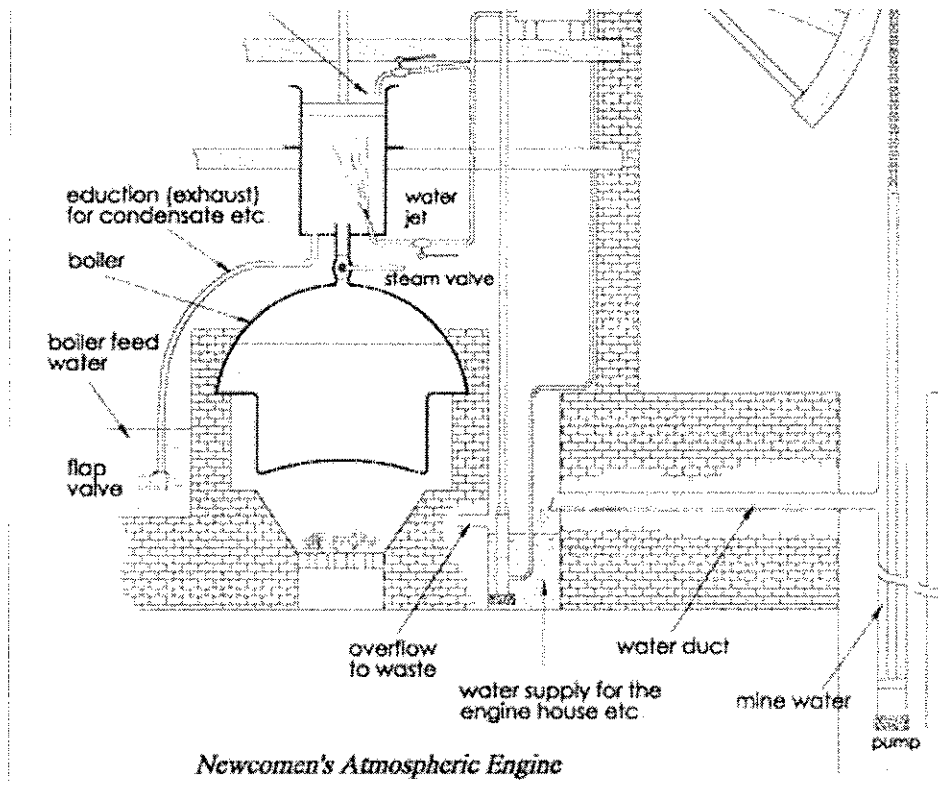 eduction (exhaust)
for condensate etc
water
jet
boiler
steam valve
boiler feed
water
flap
valve
overflow
to waste
water duct
water supply for the
engine house etc
mine water
pump
Newcomen's Atmospheric Engine